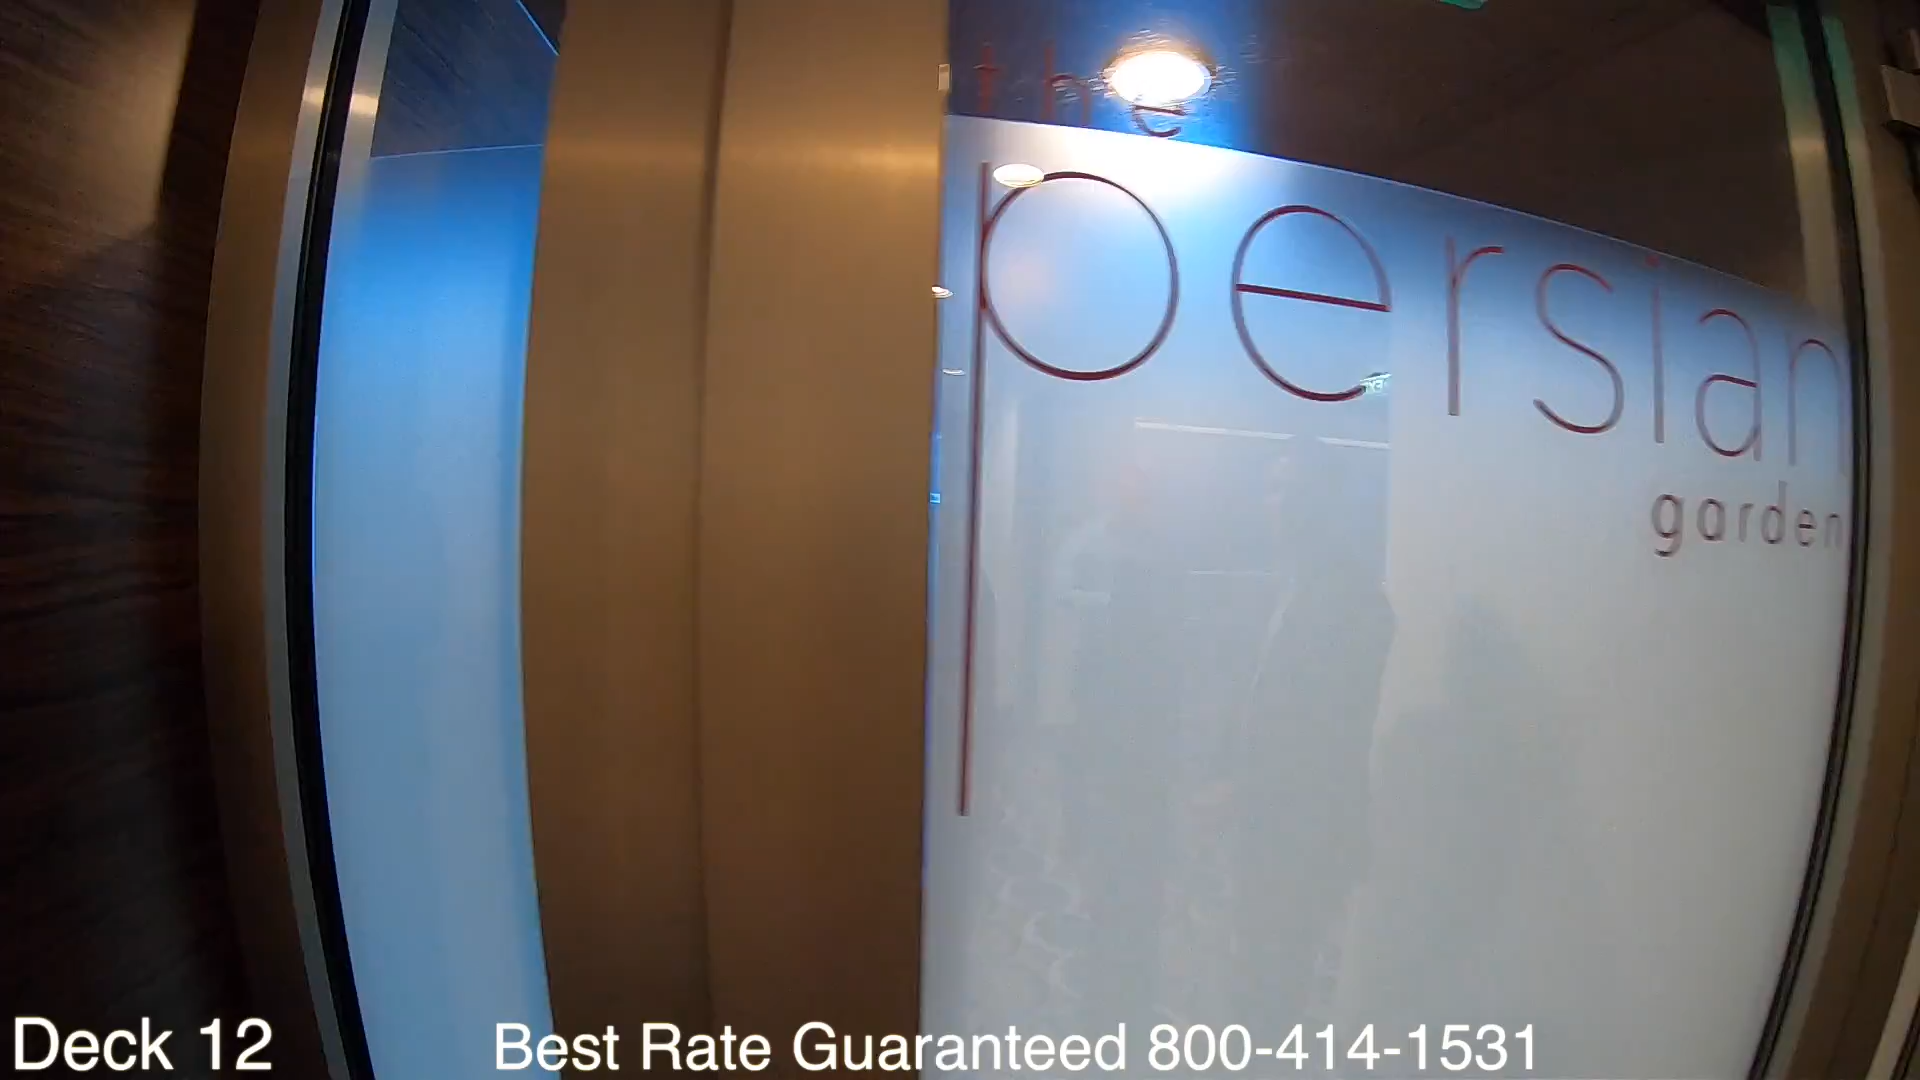 the
persian
garden
Deck 12
Best Rate Guaranteed 800-414-1531